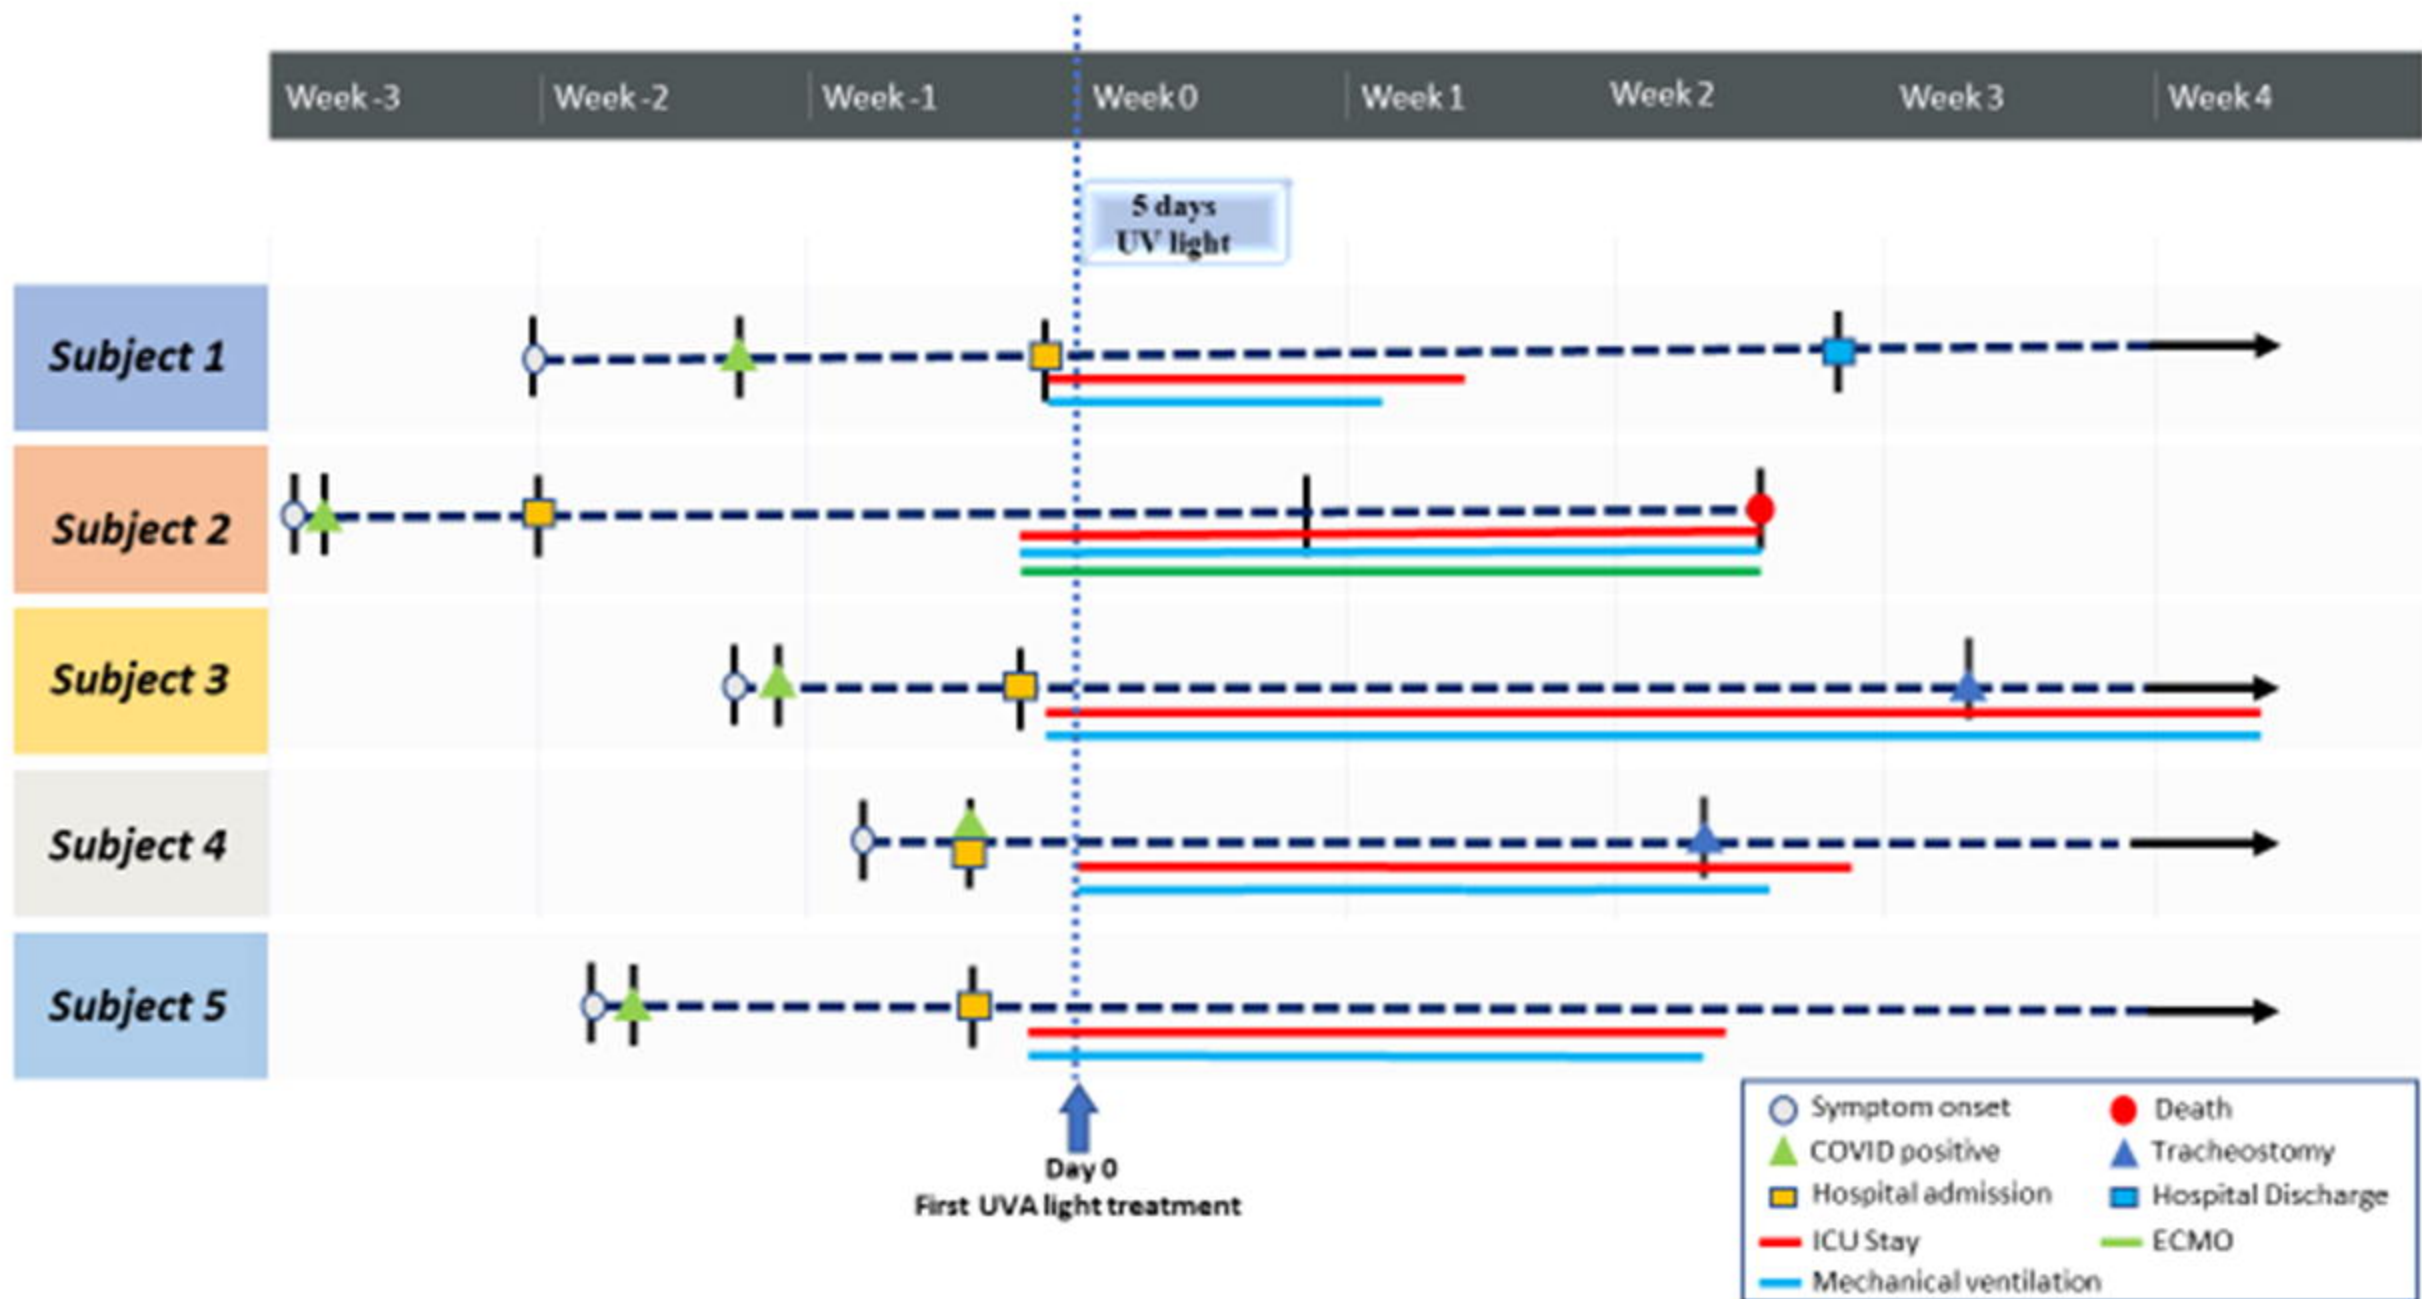 Week -3 Week -2 Week -1 Week 0 Week 1 Week 2 Week 3 Week 4
5 days
UV light
Subject 1
Subject 2
Subject 3
Subject 4
Subject 5
Day 0
First UVA light treatment
Symptom onset Death
COVID positive Tracheostomy
Hospital admission Hospital Discharge
ICU Stay ECMO
Mechanical ventilation